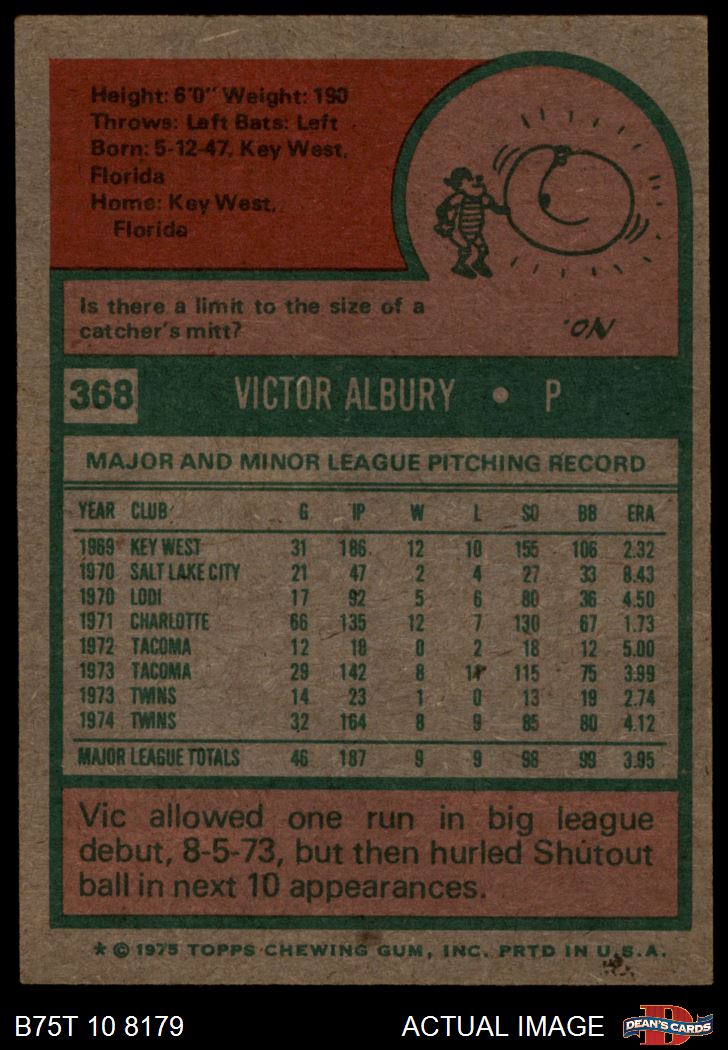 Height: 6'0" Weight: 190
Throws: Left Bats: Left
Born: 5-12-47, Key West,
Florida
Home: Key West,
Florida
Is there a limit to the size of a
catcher's mitt?
NO.
368 VICTOR ALBURY • P
MAJOR AND MINOR LEAGUE PITCHING RECORD
YEAR CLUB G IP W L SO BB ERA
1969 KEY WEST 31 186 12 10 155 106 2.32
1970 SALT LAKE CITY 21 47 2 4 27 33 8.43
1970 LODI 17 92 5 6 80 36 4.50
1971 CHARLOTTE 66 135 12 7 130 67 1.73
1972 TACOMA 12 18 0 2 18 12 5.00
1973 TACOMA 29 142 8 11 115 75 3.99
1973 TWINS 14 23 1 0 13 19 2.74
1974 TWINS 32 164 8 9 85 80 4.12
MAJOR LEAGUE TOTALS 46 187 9 9 98 99 3.95
Vic allowed one run in big league
debut, 8-5-73, but then hurled Shutout
ball in next 10 appearances.
* © 1975 TOPPS CHEWING GUM, INC. PRTD IN U.S.A.
B75T 10 8179 ACTUAL IMAGE DEAN'S CARDS